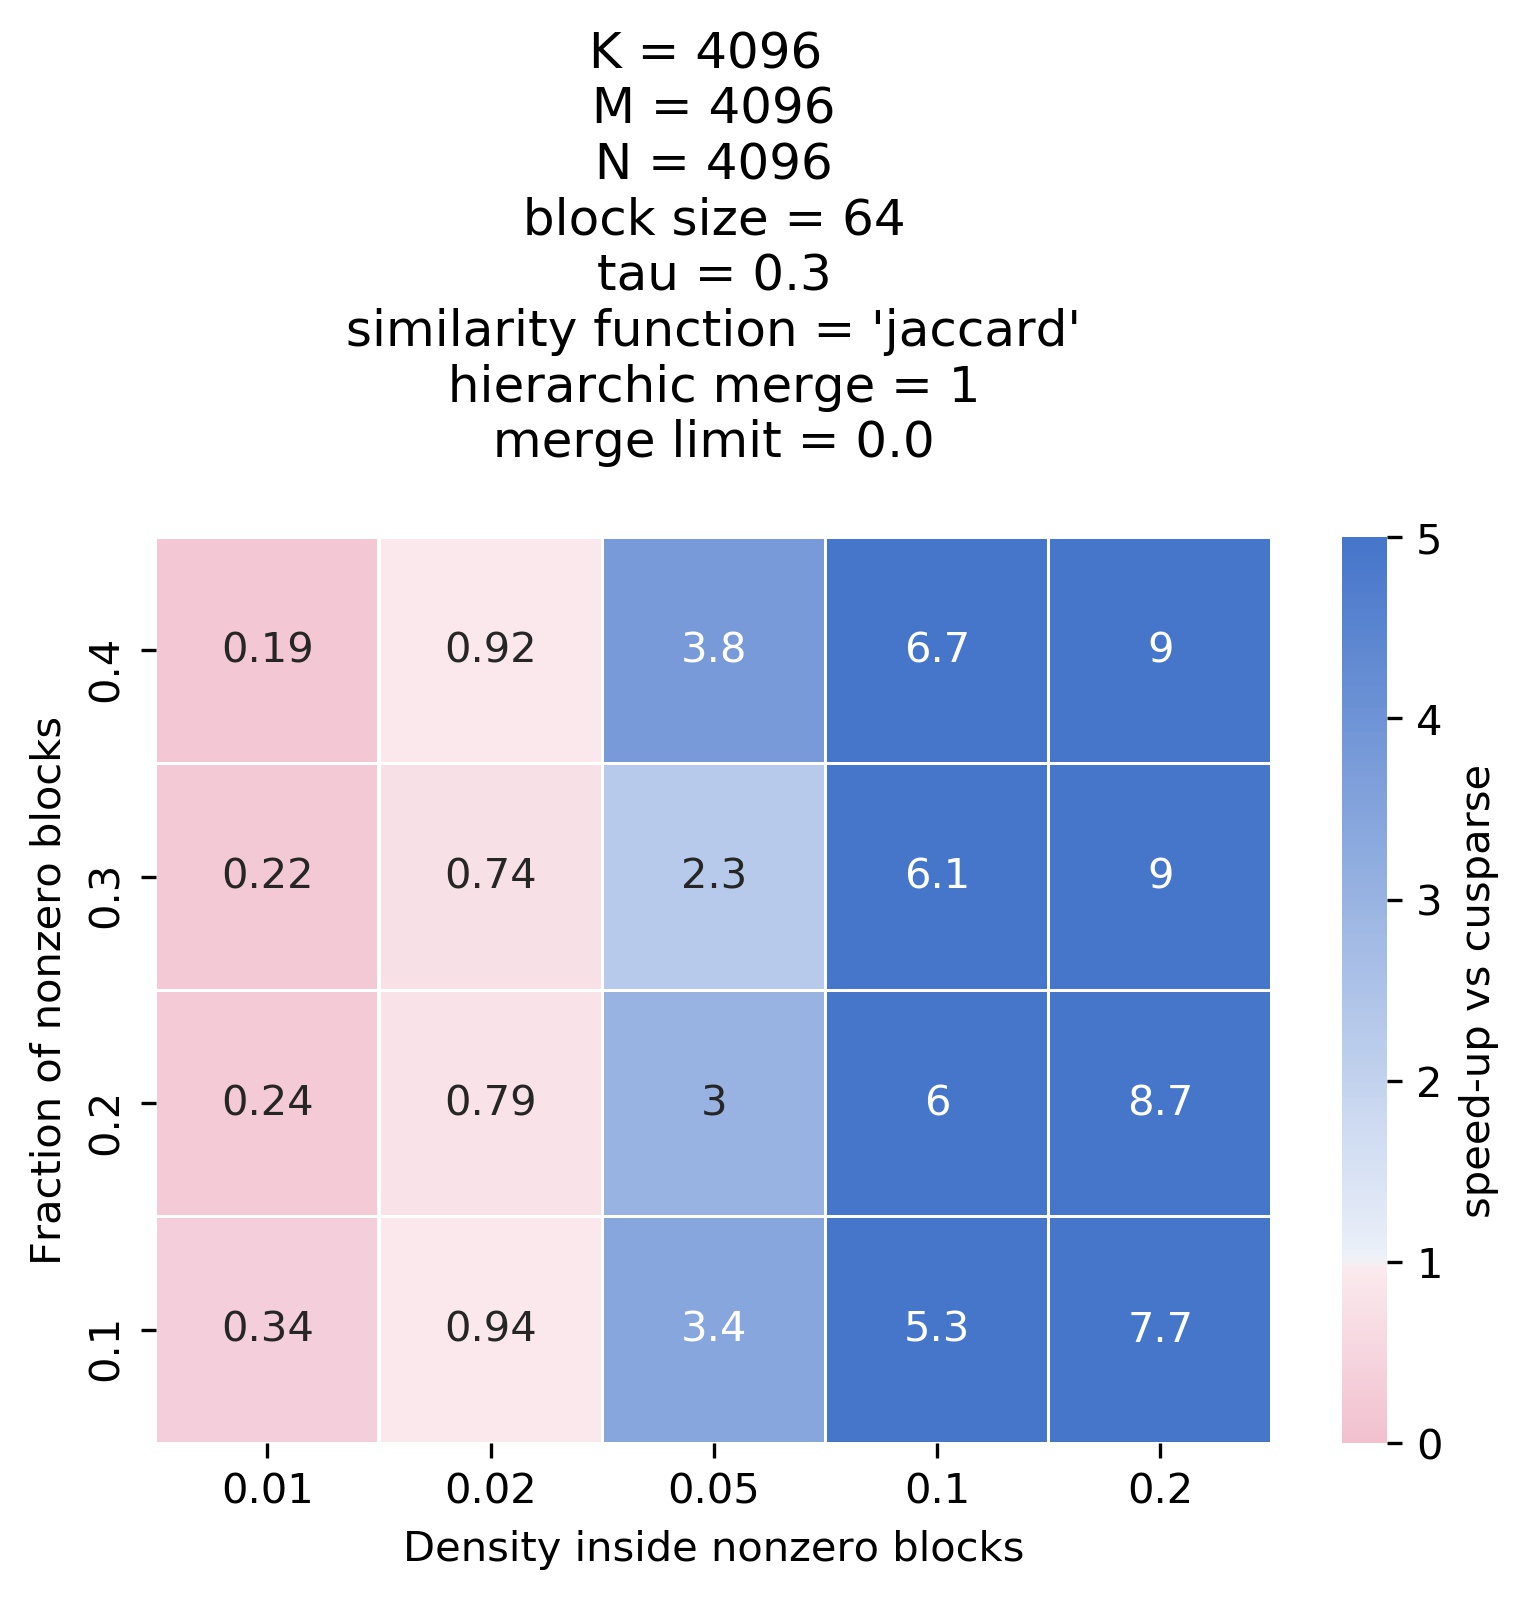 K = 4096
M = 4096
N = 4096
block size = 64
tau = 0.3
similarity function = 'jaccard'
hierarchic merge = 1
merge limit = 0.0
Fraction of nonzero blocks
0.4
0.19 0.92 3.8 6.7 9
0.3
0.22 0.74 2.3 6.1 9
0.2
0.24 0.79 3 6 8.7
0.1
0.34 0.94 3.4 5.3 7.7
0.01 0.02 0.05 0.1 0.2
Density inside nonzero blocks
5
4
3
2
1
0
speed-up vs cusparse